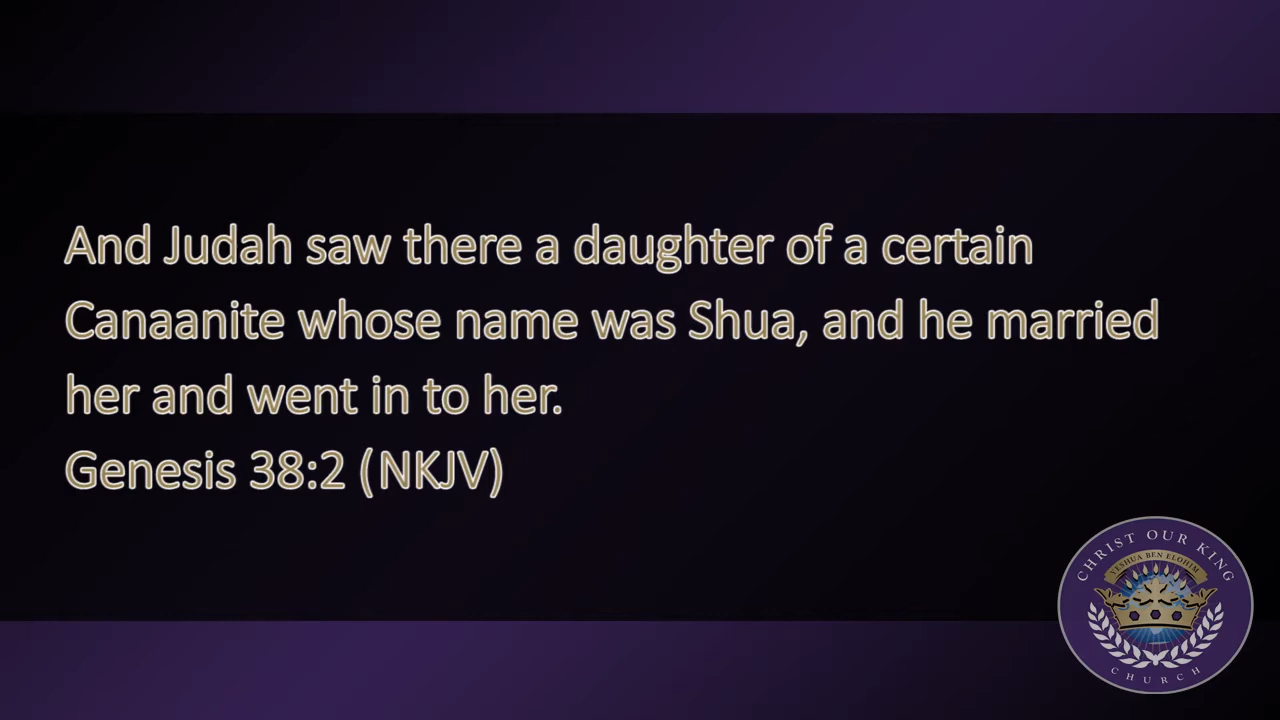 And Judah saw there a daughter of a certain
Canaanite whose name was Shua, and he married
her and went in to her.
Genesis 38:2 (NKJV)
CHRIST OUR KING
YESHUA BEN ELOHIM
CHURCH